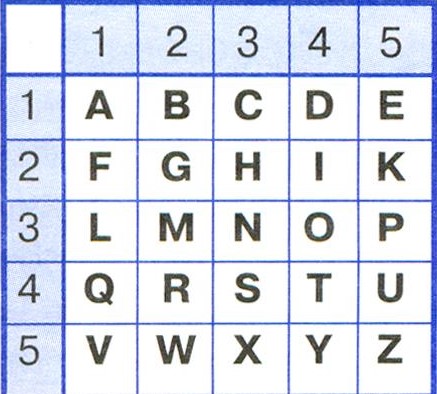 1 2 3 4 5
1 A B C D E
2 F G H I K
3 L M N O P
4 Q R S T U
5 V W X Y Z